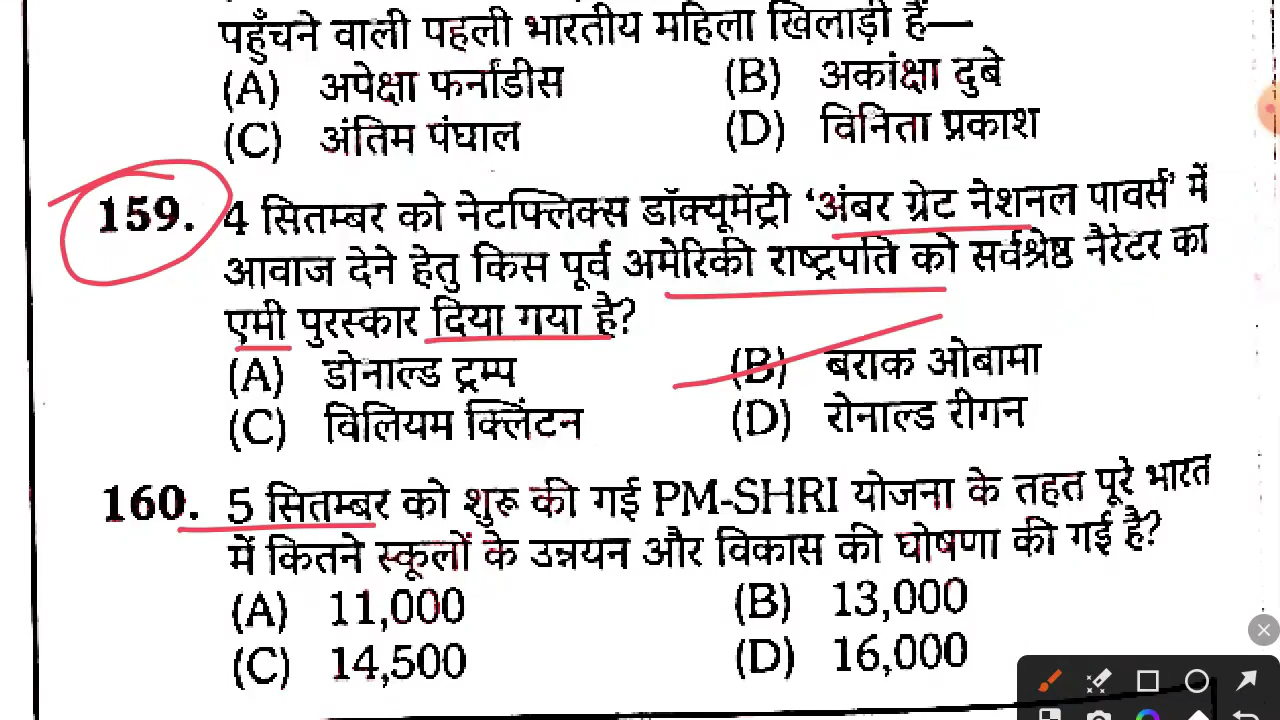 पहुँचने वाली पहली भारतीय महिला खिलाड़ी हैं—
(A) अपेक्षा फर्नांडीस (B) अकांक्षा दुबे
(C) अंतिम पंघाल (D) विनिता प्रकाश
159. 4 सितम्बर को नेटफ्लिक्स डॉक्यूमेंट्री ‘अंबर ग्रेट नेशनल पावर्स’ में
आवाज देने हेतु किस पूर्व अमेरिकी राष्ट्रपति को सर्वश्रेष्ठ नैरेटर का
एमी पुरस्कार दिया गया है?
(A) डोनाल्ड ट्रम्प (B) बराक ओबामा
(C) विलियम क्लिंटन (D) रोनाल्ड रीगन
160. 5 सितम्बर को शुरू की गई PM-SHRI योजना के तहत पूरे भारत
में कितने स्कूलों के उन्नयन और विकास की घोषणा की गई है?
(A) 11,000 (B) 13,000
(C) 14,500 (D) 16,000